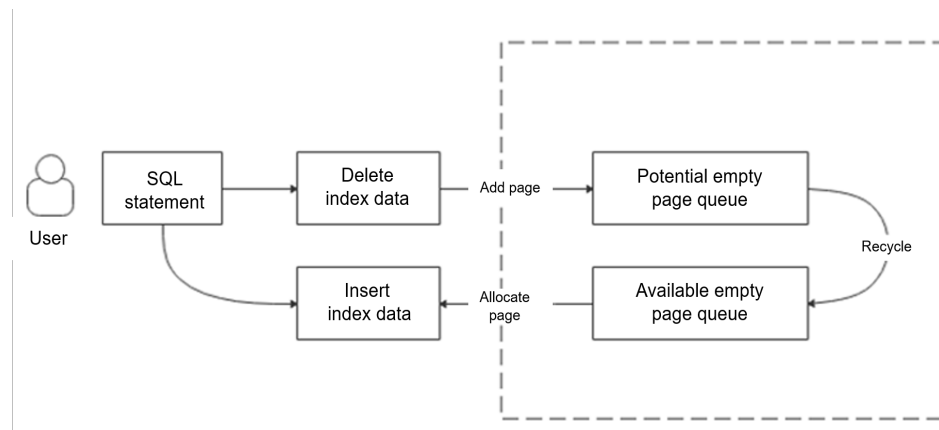 SQL
statement
Delete
index data
Add page
Potential empty
page queue
User
Recycle
Insert
index data
Allocate
page
Available empty
page queue